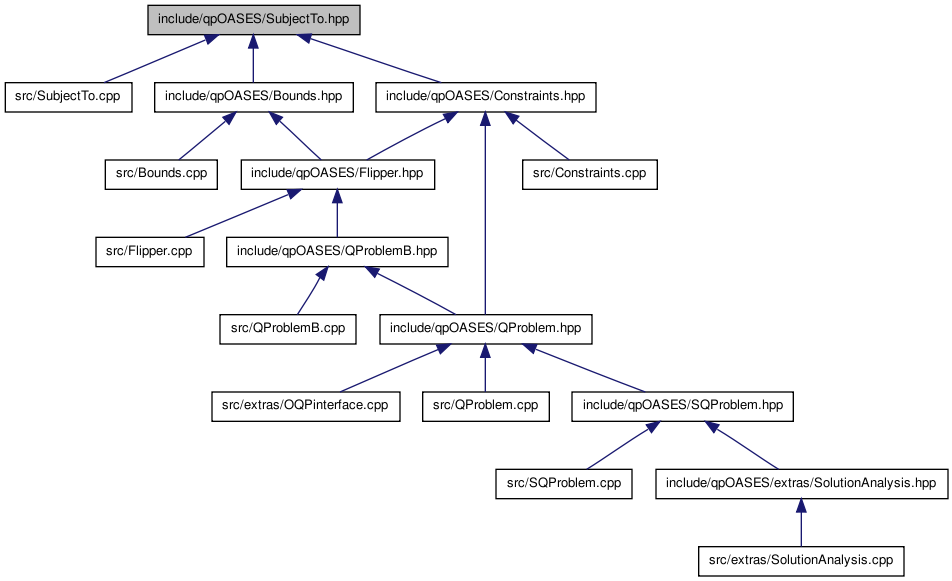 include/qpOASES/SubjectTo.hpp
src/SubjectTo.cpp
include/qpOASES/Bounds.hpp
include/qpOASES/Constraints.hpp
src/Bounds.cpp
include/qpOASES/Flipper.hpp
src/Constraints.cpp
src/Flipper.cpp
include/qpOASES/QProblemB.hpp
src/QProblemB.cpp
include/qpOASES/QProblem.hpp
src/extras/OQPinterface.cpp
src/QProblem.cpp
include/qpOASES/SQProblem.hpp
src/SQProblem.cpp
include/qpOASES/extras/SolutionAnalysis.hpp
src/extras/SolutionAnalysis.cpp